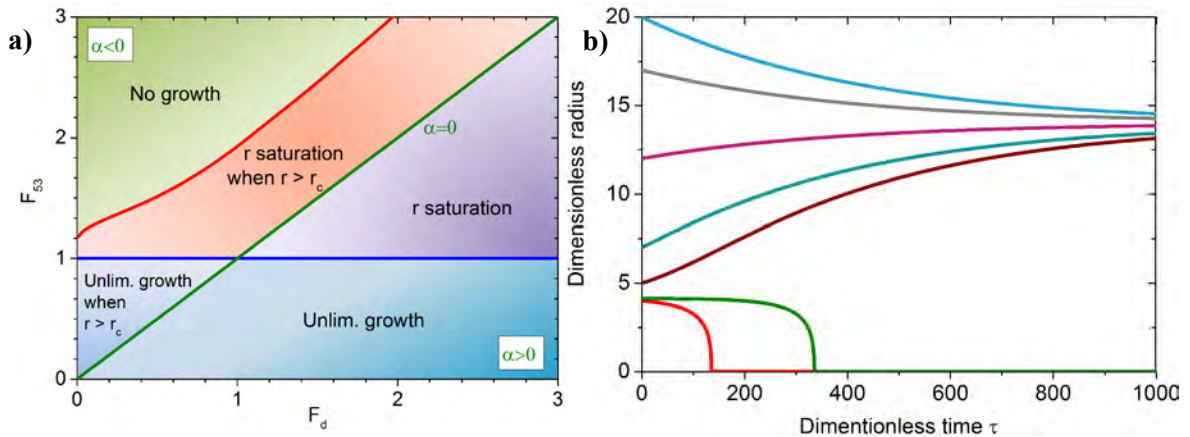 a)
3
2
1
0
F53
α<0
No growth
α=0
r saturation
when r > rc
r saturation
Unlim. growth
when
r > rc
Unlim. growth
α>0
0
1
2
3
Fd
b)
20
15
10
5
0
Dimensionless radius
0
200
400
600
800
1000
Dimentionless time τ